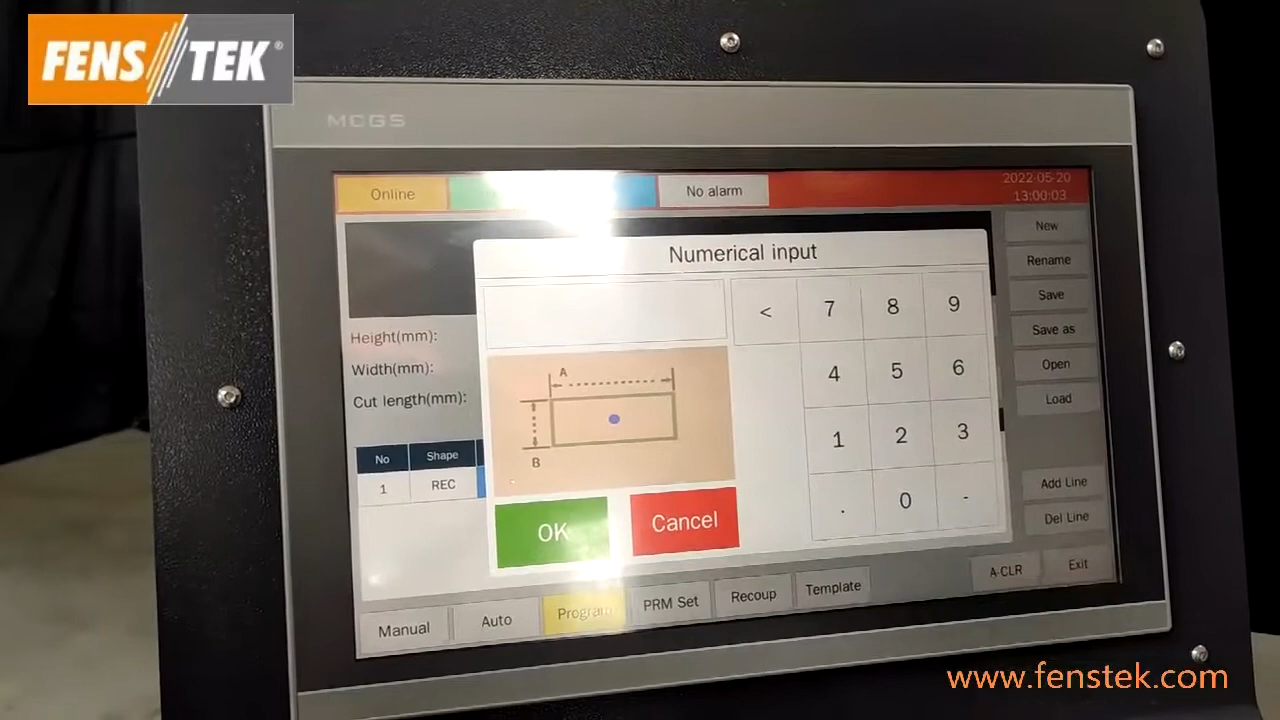 FENS TEK®
MCGS
Online
No alarm
2022-05-20
13:00:03
Numerical input
New
Rename
Save
Save as
Open
Load
Add Line
Del Line
A-CLR
Exit
Height(mm):
Width(mm):
Cut length(mm):
No Shape
1 REC
A
B
< 7 8 9
4 5 6
1 2 3
. 0 -
OK Cancel
Manual Auto Program PRM Set Recoup Template
www.fenstek.com